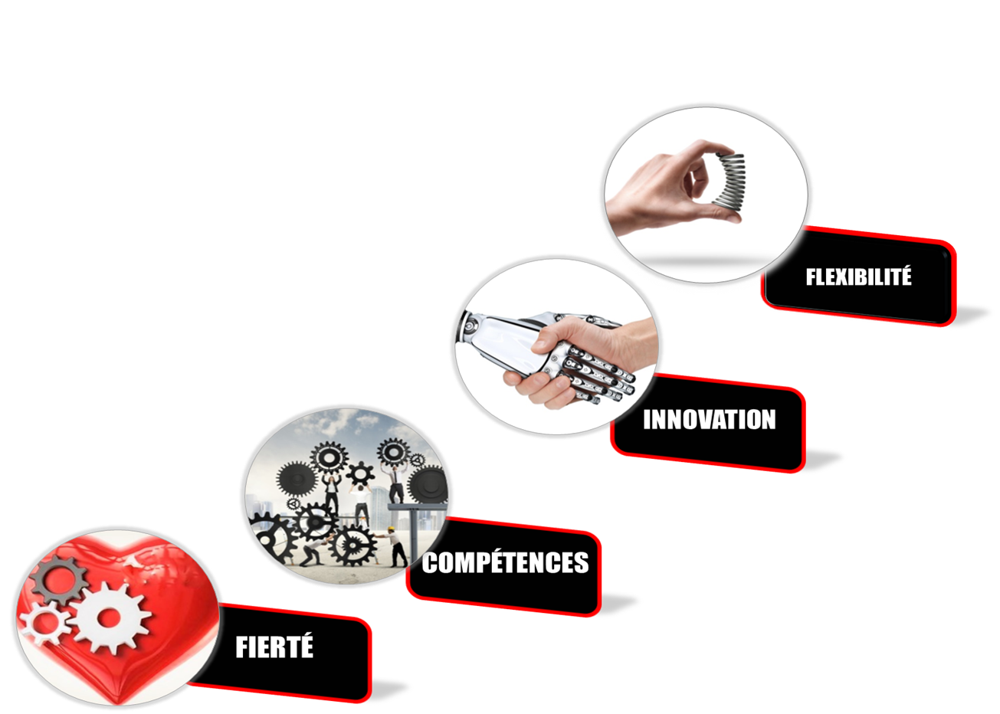 FLEXIBILITÉ
INNOVATION
COMPÉTENCES
FIERTÉ